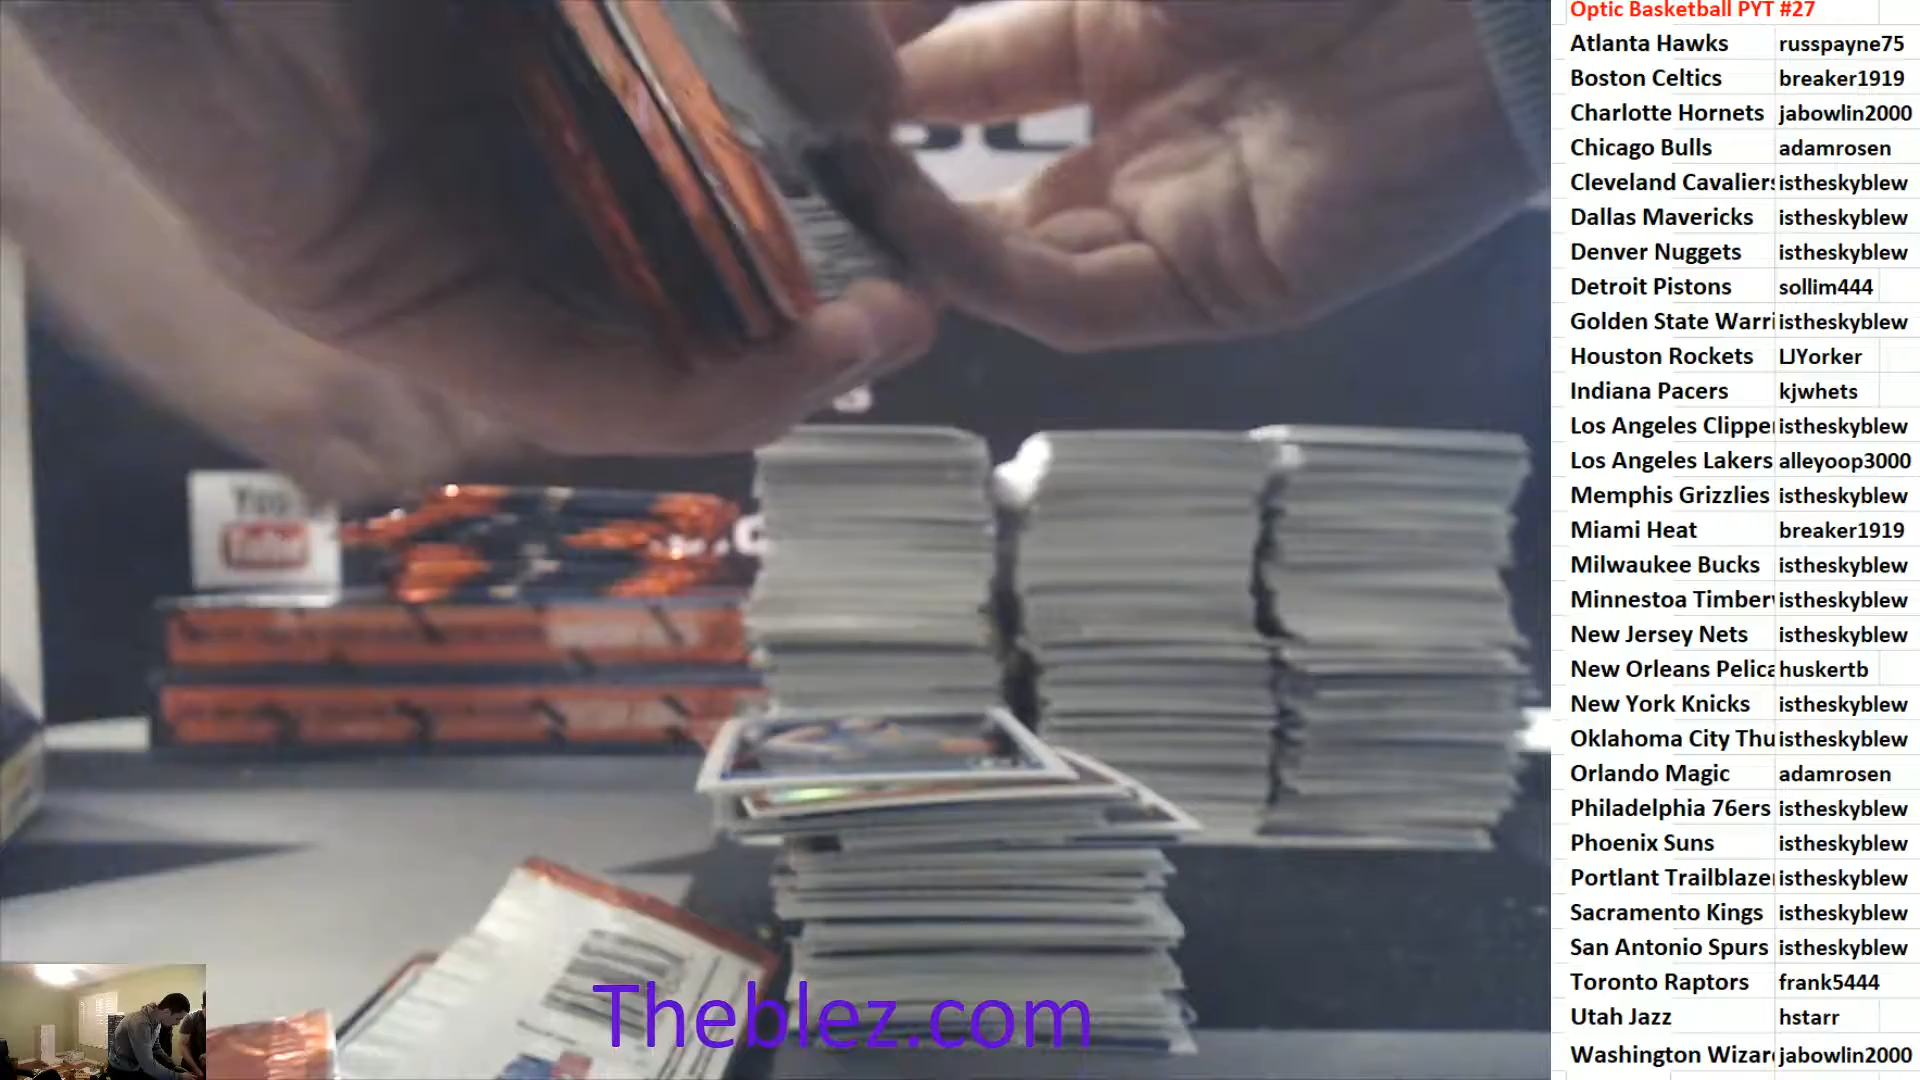 Optic Basketball PYT #27
Atlanta Hawks russpayne75
Boston Celtics breaker1919
Charlotte Hornets jabowlin2000
Chicago Bulls adamrosen
Cleveland Cavaliers istheskyblew
Dallas Mavericks istheskyblew
Denver Nuggets istheskyblew
Detroit Pistons sollim444
Golden State Warri istheskyblew
Houston Rockets LJYorker
Indiana Pacers kjwhets
Los Angeles Clipper istheskyblew
Los Angeles Lakers alleyoop3000
Memphis Grizzlies istheskyblew
Miami Heat breaker1919
Milwaukee Bucks istheskyblew
Minnestoa Timberv istheskyblew
New Jersey Nets istheskyblew
New Orleans Pelica huskertb
New York Knicks istheskyblew
Oklahoma City Thu istheskyblew
Orlando Magic adamrosen
Philadelphia 76ers istheskyblew
Phoenix Suns istheskyblew
Portlant Trailblazer istheskyblew
Sacramento Kings istheskyblew
San Antonio Spurs istheskyblew
Toronto Raptors frank5444
Utah Jazz hstarr
Washington Wizar jabowlin2000
You
Tube
Theblez.com